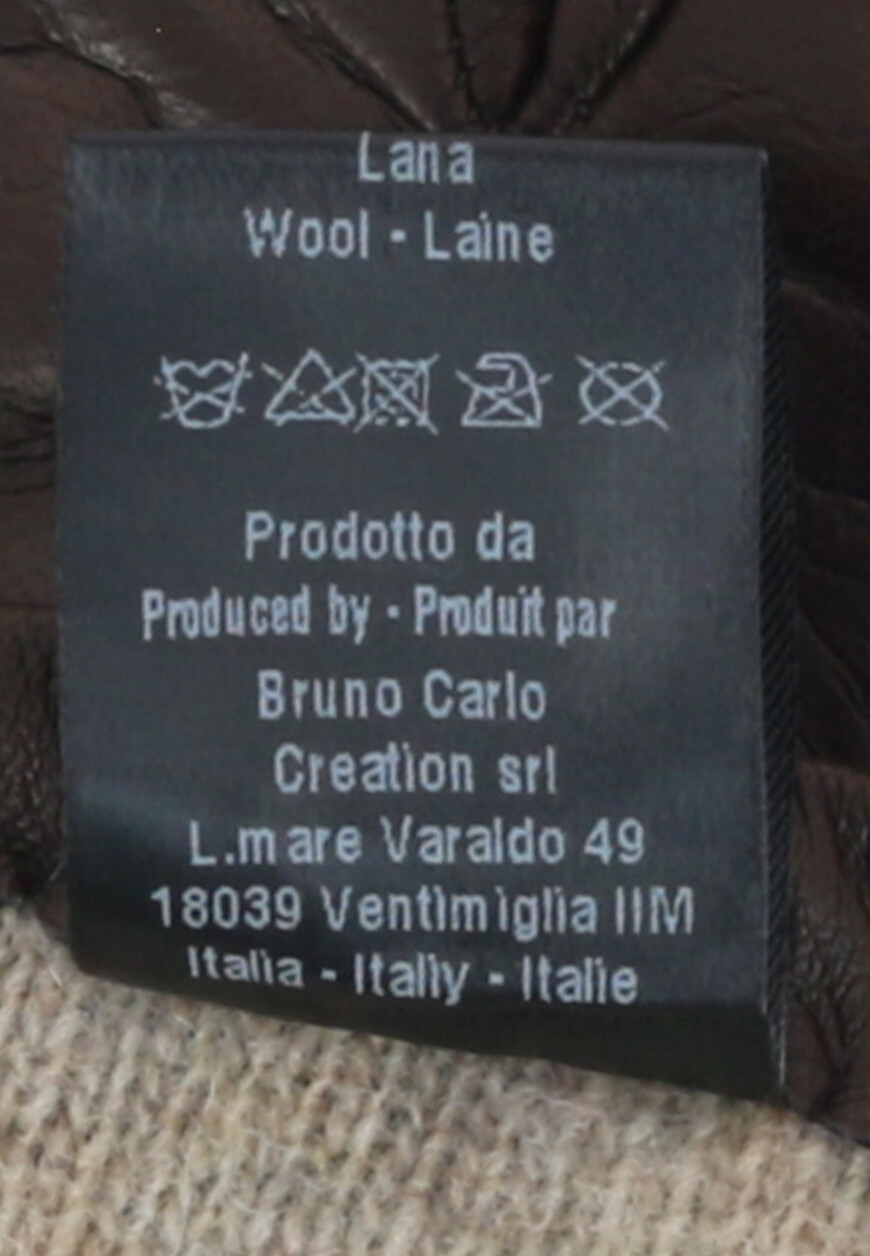 Lana
Wool - Laine
Prodotto da
Produced by - Produit par
Bruno Carlo
Creation srl
L.mare Varaldo 49
18039 Ventimiglia IIM
Italia - Italiy - Italie